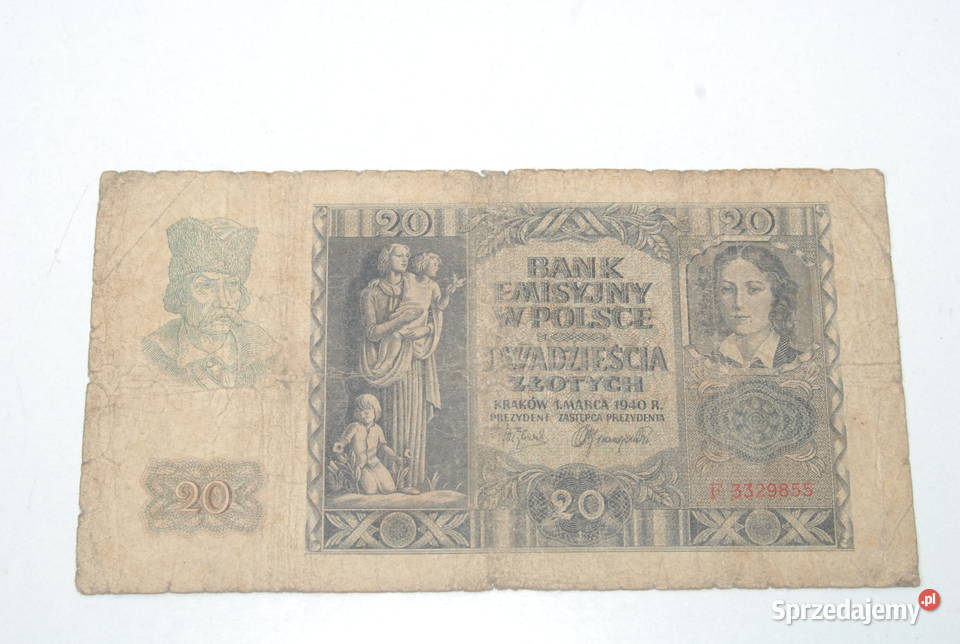 20
20
BANK
EMISYJNY
W POLSCE
DWADZIEŚCIA
ZŁOTYCH
KRAKÓW 1. MARCA 1940 R.
PREZYDENT ZASTĘPCA PREZYDENTA
20
20
F 3329855
Sprzedajemy.pl